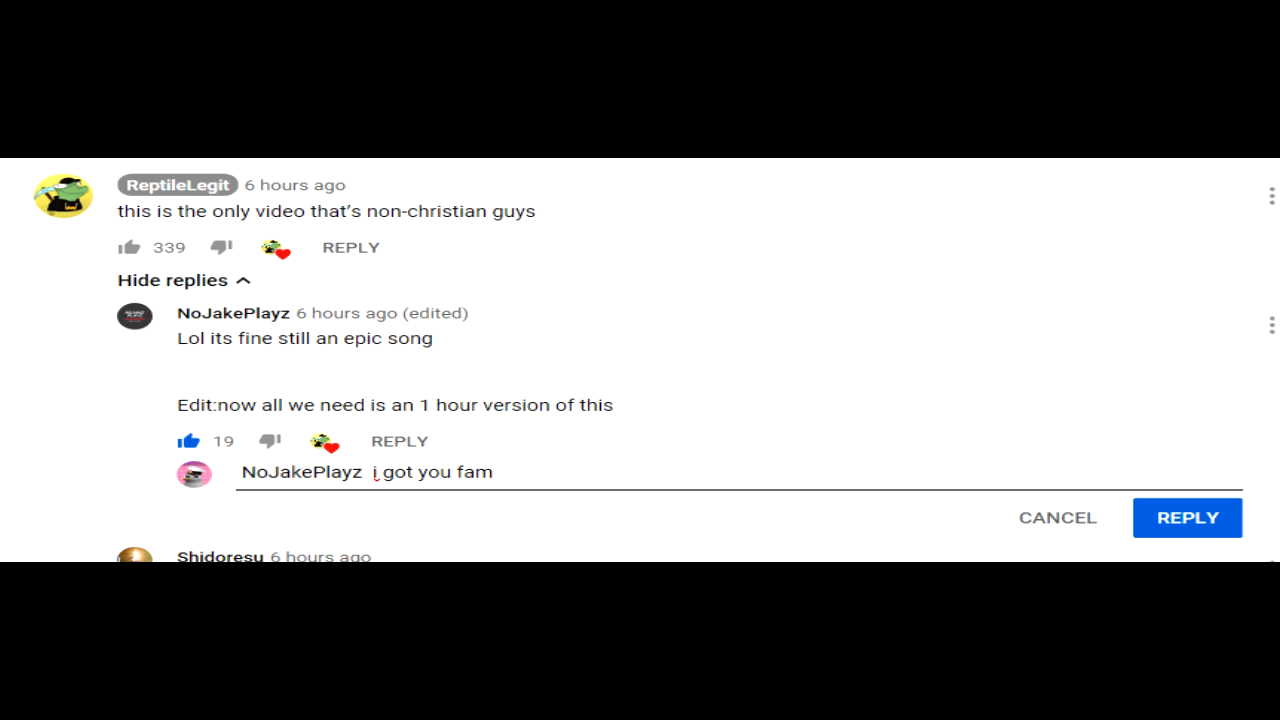 ReptileLegit 6 hours ago
this is the only video that's non-christian guys
339 REPLY
Hide replies
NoJakePlayz 6 hours ago (edited)
Lol its fine still an epic song
Edit:now all we need is an 1 hour version of this
19 REPLY
NoJakePlayz i got you fam
CANCEL REPLY
Shidoresu 6 hours ago